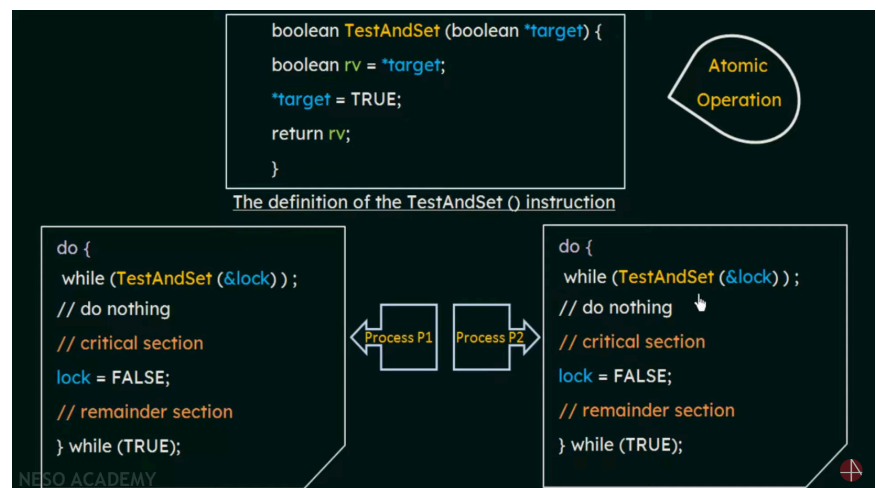 boolean TestAndSet (boolean *target) {
boolean rv = *target;
*target = TRUE;
return rv;
}
Atomic
Operation
The definition of the TestAndSet () instruction
do {
while (TestAndSet (&lock) ) ;
// do nothing
// critical section
lock = FALSE;
// remainder section
} while (TRUE);
Process P1
Process P2
do {
while (TestAndSet (&lock) ) ;
// do nothing
// critical section
lock = FALSE;
// remainder section
} while (TRUE);
NESO ACADEMY